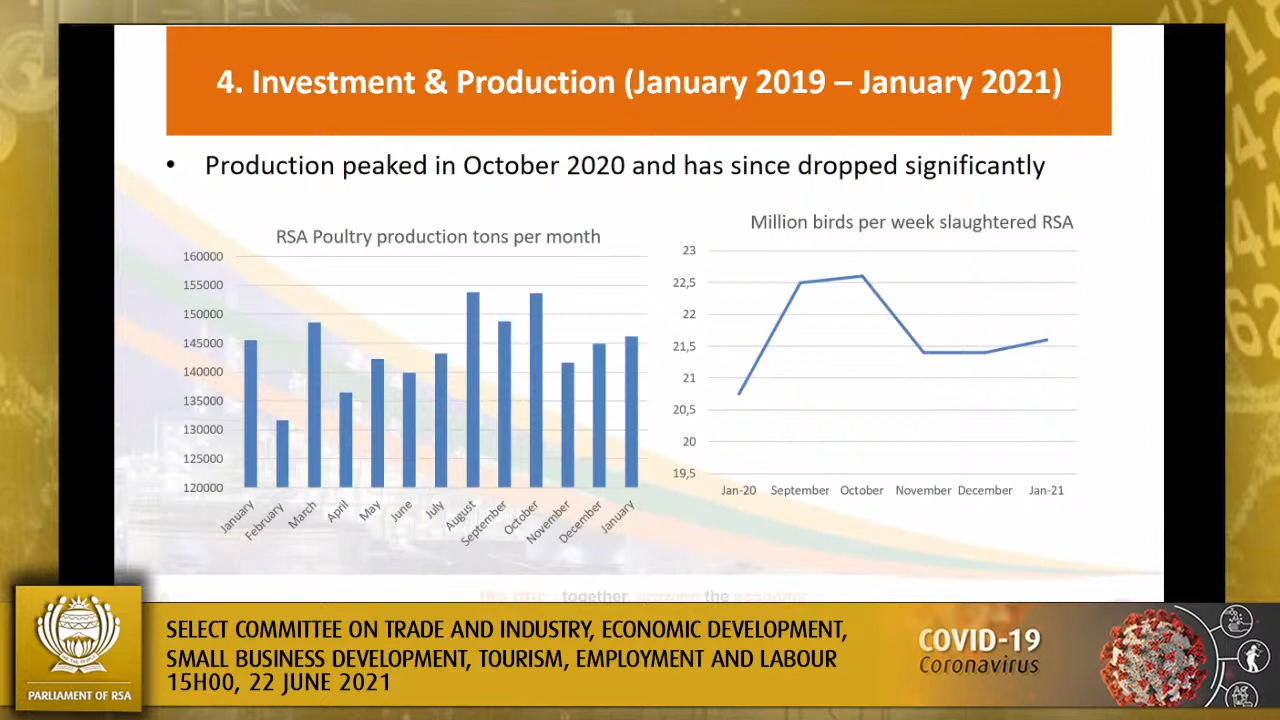 4. Investment & Production (January 2019 – January 2021)
• Production peaked in October 2020 and has since dropped significantly
RSA Poultry production tons per month
160000
155000
150000
145000
140000
135000
130000
125000
120000
January
February
March
April
May
June
July
August
September
October
November
December
January
Million birds per week slaughtered RSA
23
22,5
22
21,5
21
20,5
20
19,5
Jan-20
September
October
November
December
Jan-21
together,
the
PARLIAMENT OF RSA
SELECT COMMITTEE ON TRADE AND INDUSTRY, ECONOMIC DEVELOPMENT,
SMALL BUSINESS DEVELOPMENT, TOURISM, EMPLOYMENT AND LABOUR
15H00, 22 JUNE 2021
COVID-19
Coronavirus